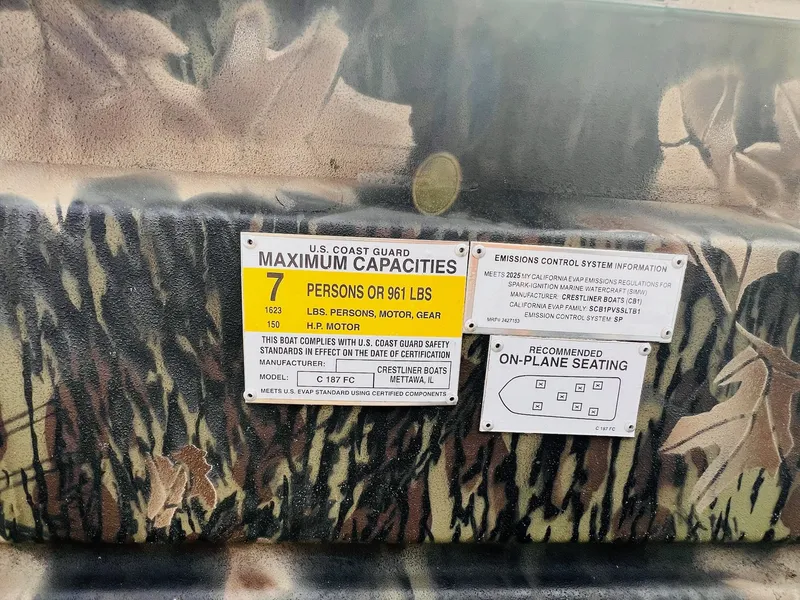 U.S. COAST GUARD
MAXIMUM CAPACITIES
7 PERSONS OR 961 LBS
1623 LBS. PERSONS, MOTOR, GEAR
150 H.P. MOTOR
THIS BOAT COMPLIES WITH U.S. COAST GUARD SAFETY
STANDARDS IN EFFECT ON THE DATE OF CERTIFICATION
MANUFACTURER: CRESTLINER BOATS
MODEL: C 187 FC METTAWA, IL
MEETS U.S. EVAP STANDARD USING CERTIFIED COMPONENTS
EMISSIONS CONTROL SYSTEM INFORMATION
MEETS 2025 MY CALIFORNIA EVAP EMISSIONS REGULATIONS FOR
SPARK-IGNITION MARINE WATERCRAFT (SIMW)
MANUFACTURER: CRESTLINER BOATS (CB1)
CALIFORNIA EVAP FAMILY: SCB1PVSSLTB1
EMISSION CONTROL SYSTEM: SP
RECOMMENDED
ON-PLANE SEATING
C 187 FC